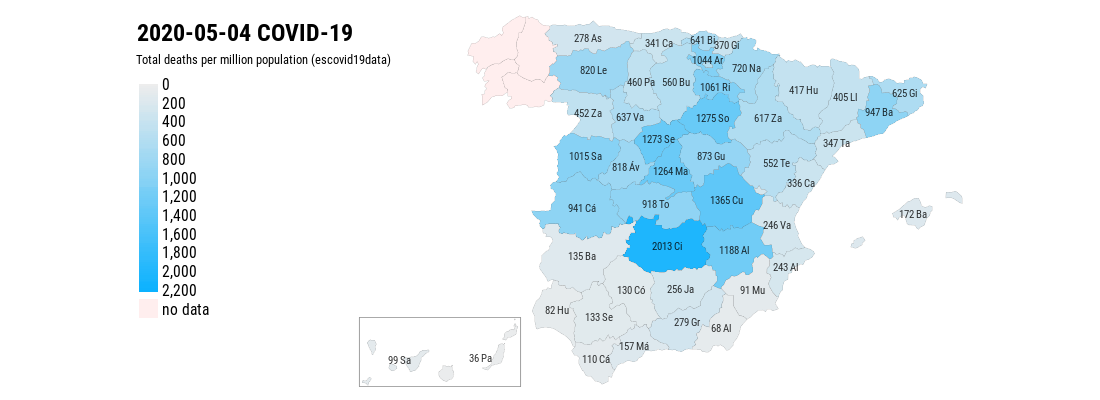 2020-05-04 COVID-19
Total deaths per million population (escovid19data)
0
200
400
600
800
1,000
1,200
1,400
1,600
1,800
2,000
2,200
no data
278 As
341 Ca
641 Bi
370 Gi
1044 Ar
720 Na
820 Le
460 Pa
560 Bu
1061 Ri
417 Hu
405 Ll
625 Gi
947 Ba
452 Za
637 Va
1275 So
617 Za
347 Ta
1273 Se
1015 Sa
818 Áv
1264 Ma
873 Gu
552 Te
336 Ca
941 Cá
918 To
1365 Cu
172 Ba
246 Va
2013 Ci
1188 Al
135 Ba
243 Al
130 Có
256 Ja
91 Mu
82 Hu
133 Se
279 Gr
68 Al
157 Má
110 Cá
99 Sa
36 Pa